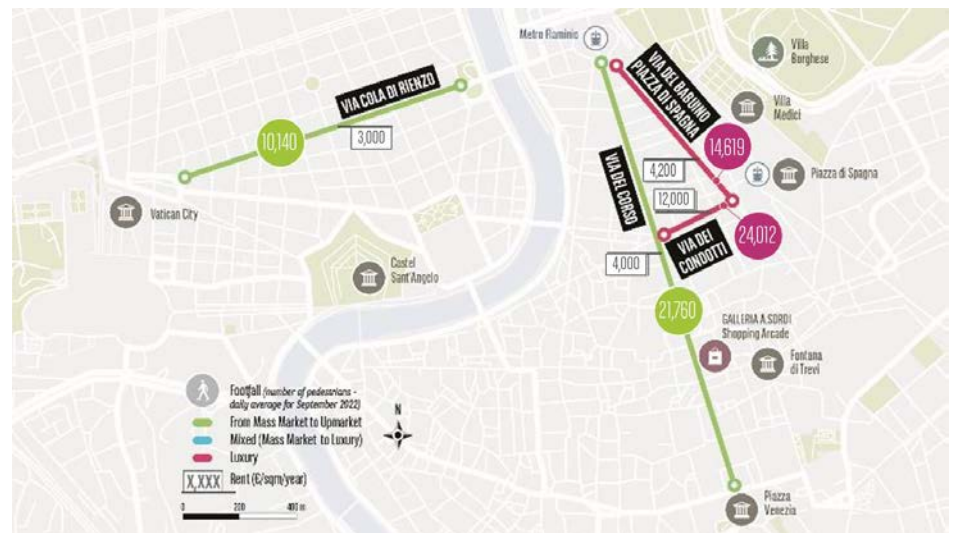 Metro Flaminio
Villa
Borghese
VIA COLA DI RIENZO
VIA DEL BABUINO
PIAZZA DI SPAGNA
Villa
Medici
10,140
3,000
14,619
VIA DEL CORSO
4,200
Piazza di Spagna
12,000
Vatican City
24,012
VIA DEI
CONDOTTI
4,000
Castel
Sant'Angelo
21,760
GALLERIA A.SORDI
Shopping Arcade
Fontana
di Trevi
Footfall (number of pedestrians -
daily average for September 2022)
From Mass Market to Upmarket
Mixed (Mass Market to Luxury)
Luxury
X,XXX Rent (€/sqm/year)
N
0 200 400 m
Piazza
Venezia